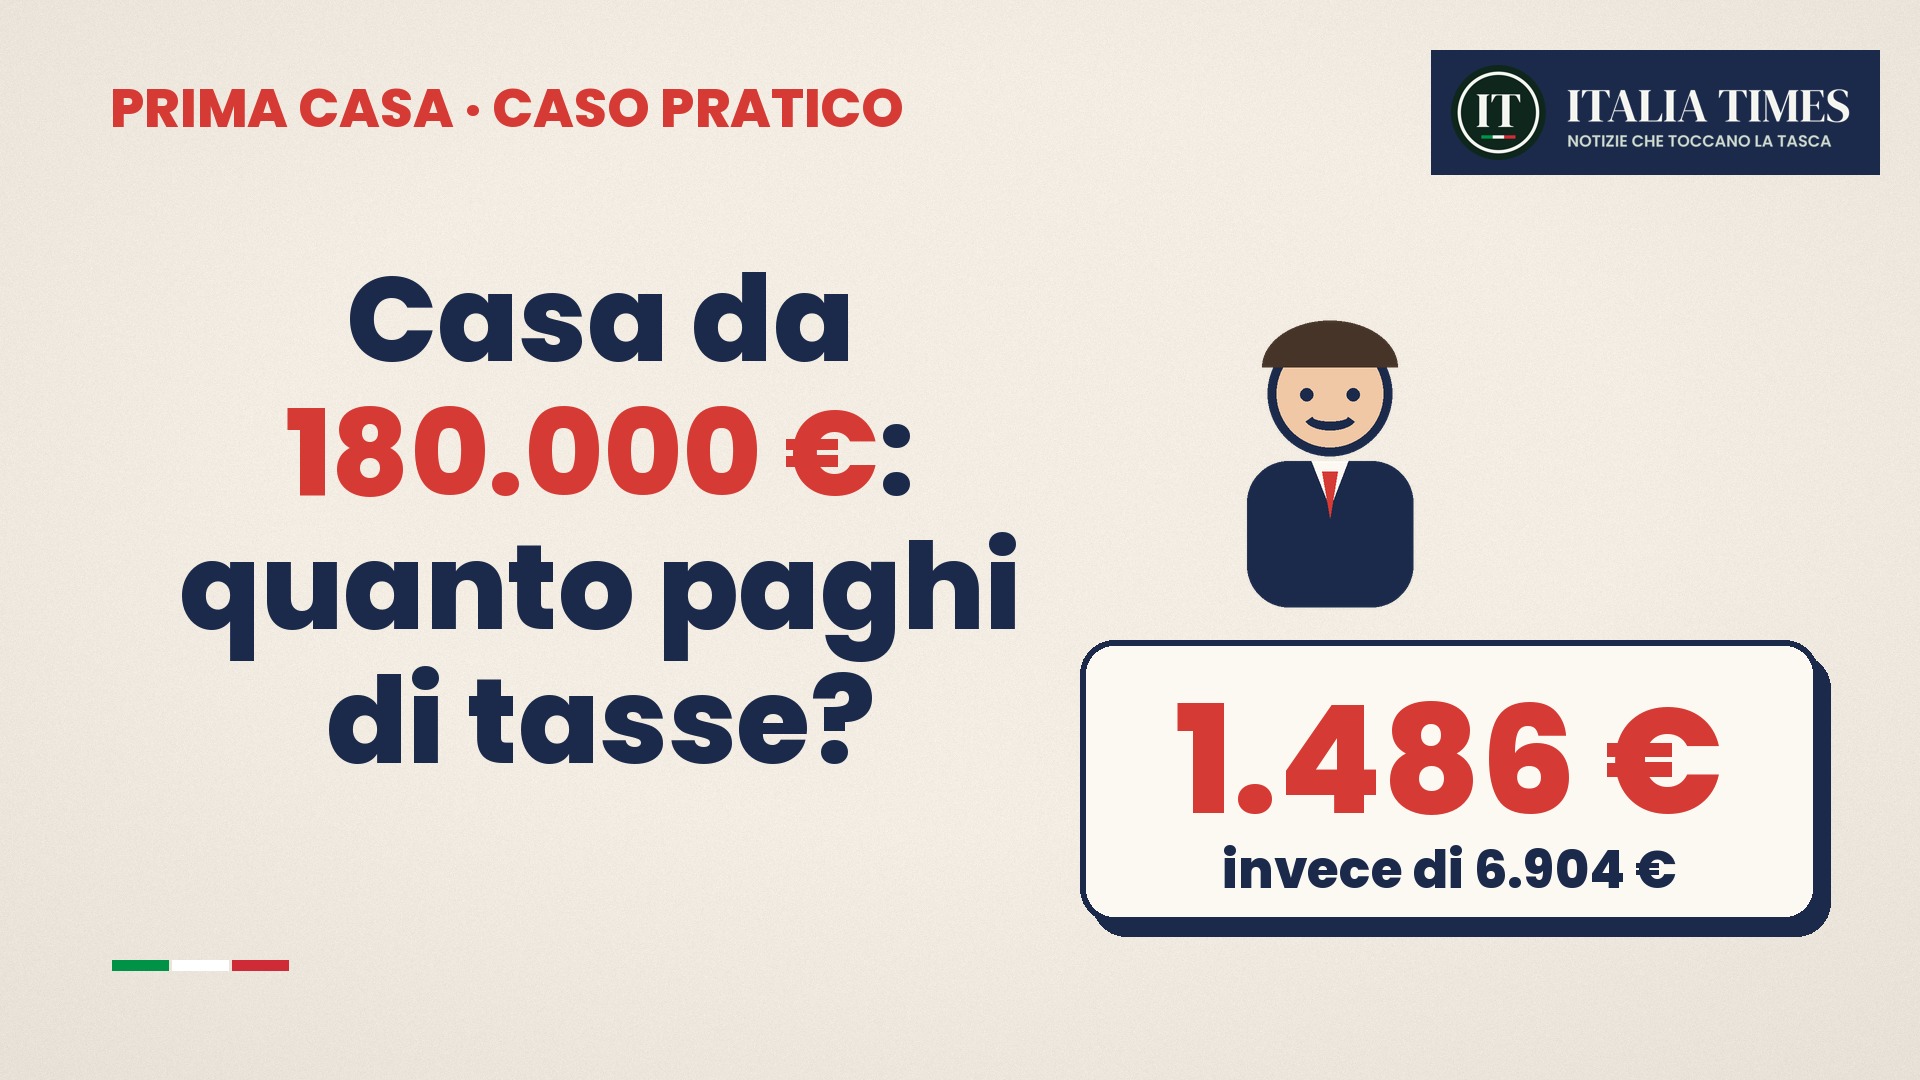 PRIMA CASA · CASO PRATICO
IT
ITALIA TIMES
NOTIZIE CHE TOCCANO LA TASCA
Casa da
180.000 €:
quanto paghi
di tasse?
1.486 €
invece di 6.904 €